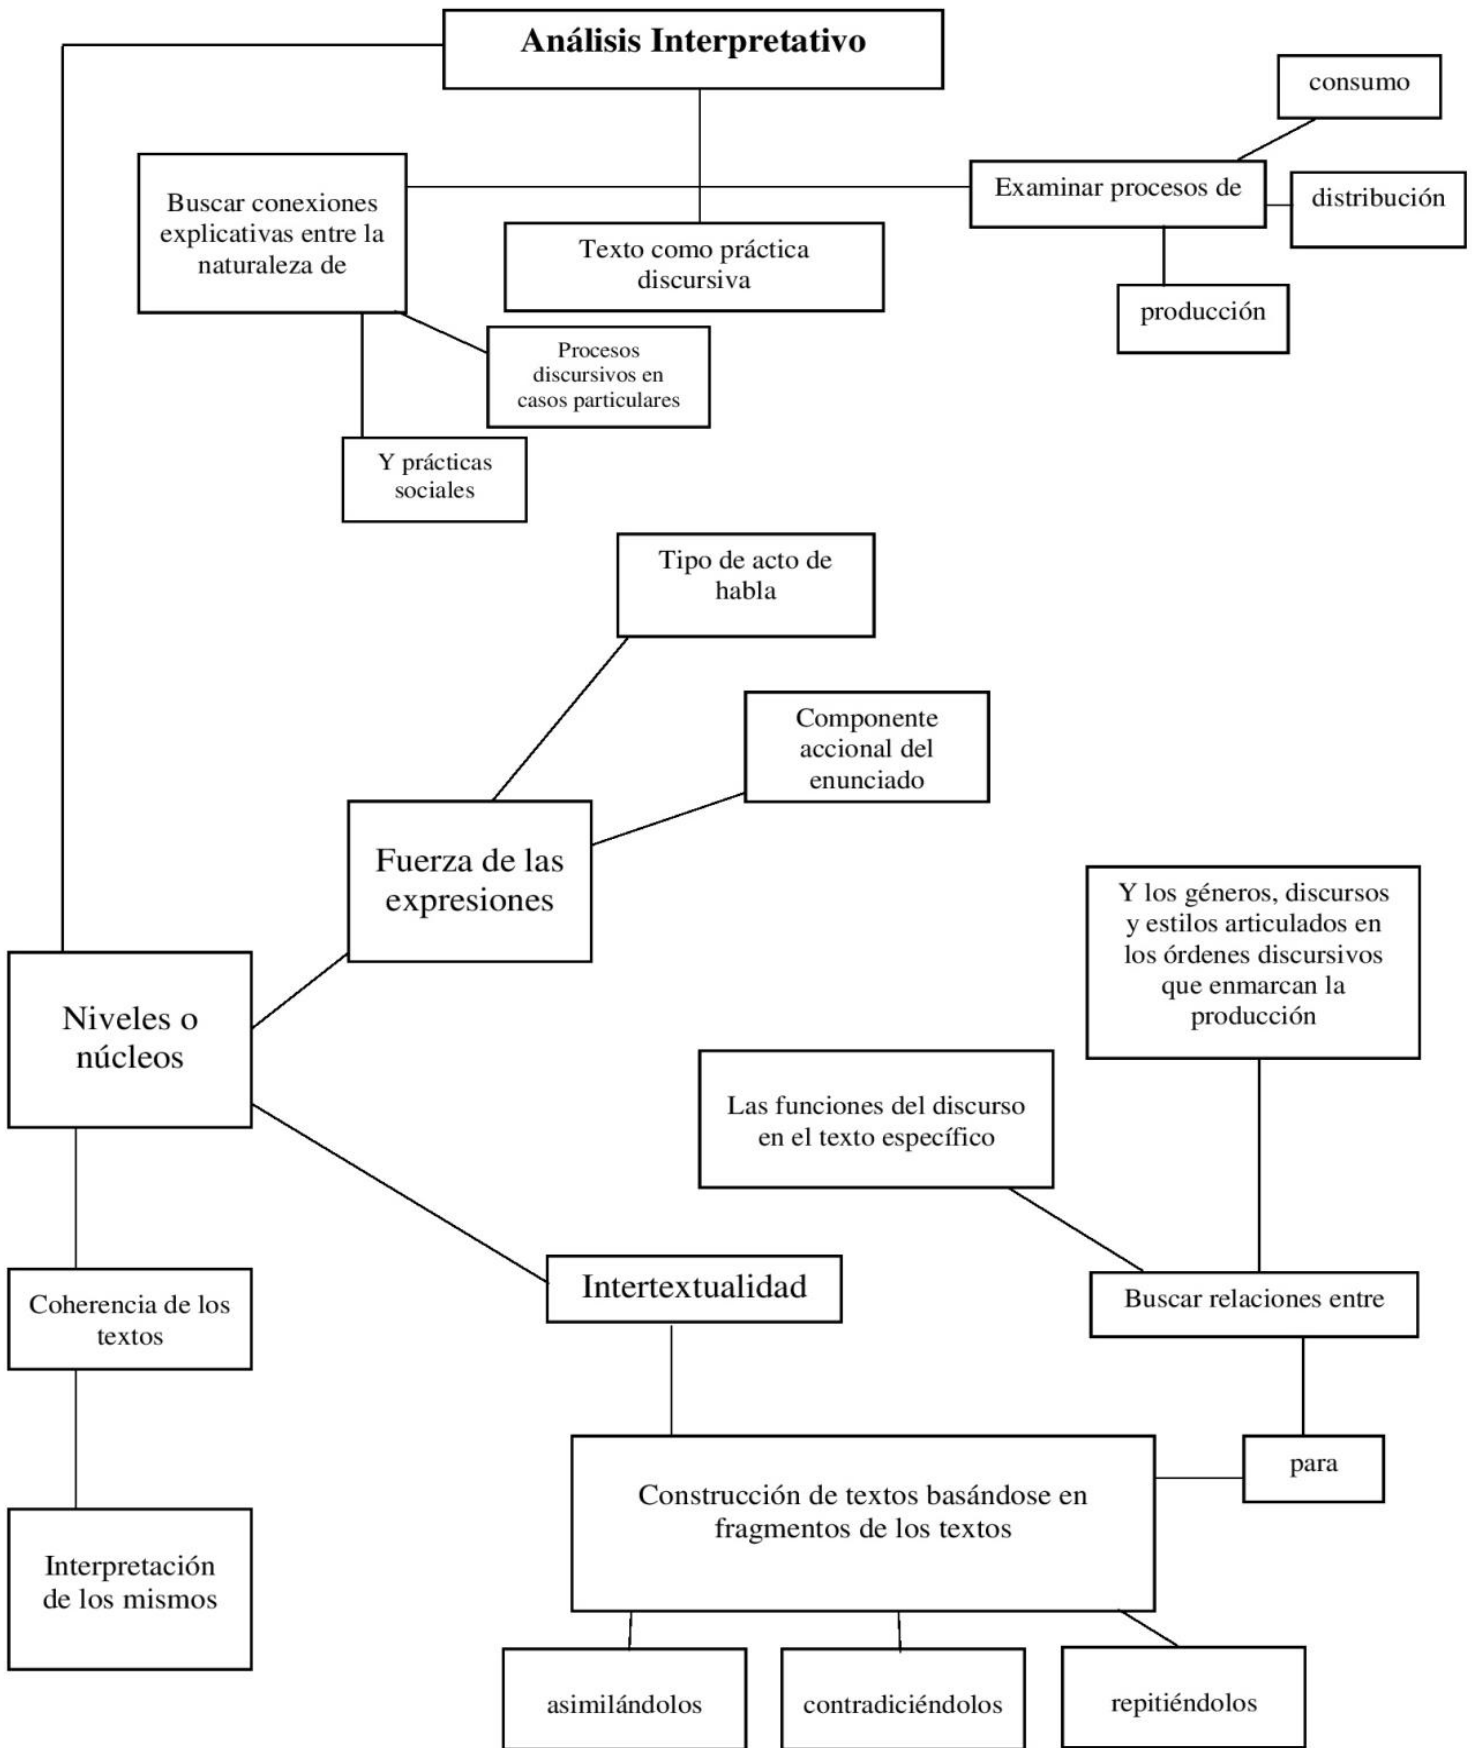 Análisis Interpretativo
consumo
Examinar procesos de
distribución
producción
Buscar conexiones
explicativas entre la
naturaleza de
Texto como práctica
discursiva
Procesos
discursivos en
casos particulares
Y prácticas
sociales
Tipo de acto de
habla
Componente
accional del
enunciado
Fuerza de las
expresiones
Y los géneros, discursos
y estilos articulados en
los órdenes discursivos
que enmarcan la
producción
Niveles o
núcleos
Las funciones del discurso
en el texto específico
Intertextualidad
Buscar relaciones entre
Coherencia de los
textos
para
Construcción de textos basándose en
fragmentos de los textos
Interpretación
de los mismos
asimilándolos
contradiciéndolos
repitiéndolos